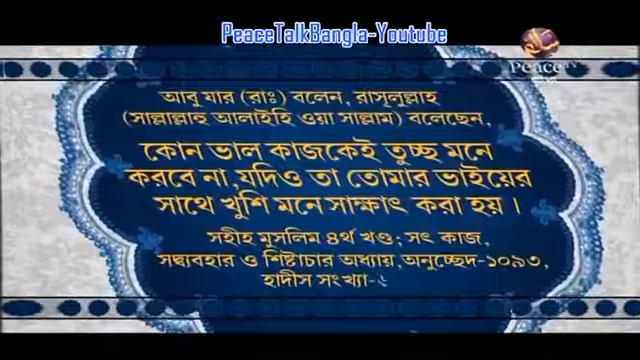 PeaceTalkBangla-Youtube
Peace TV
আবু যার (রাঃ) বলেন, রাসূলুল্লাহ
(সাল্লাল্লাহু আলাইহি ওয়া সাল্লাম) বলেছেন,
কোন ভাল কাজকেই তুচ্ছ মনে
করবে না,যদিও তা তোমার ভাইয়ের
সাথে খুশি মনে সাক্ষাৎ করা হয় ।
সহীহ মুসলিম ৪র্থ খণ্ড; সৎ কাজ,
সদ্ব্যবহার ও শিষ্টাচার অধ্যায়,অনুচ্ছেদ-১০৯৩,
হাদীস সংখ্যা-৬